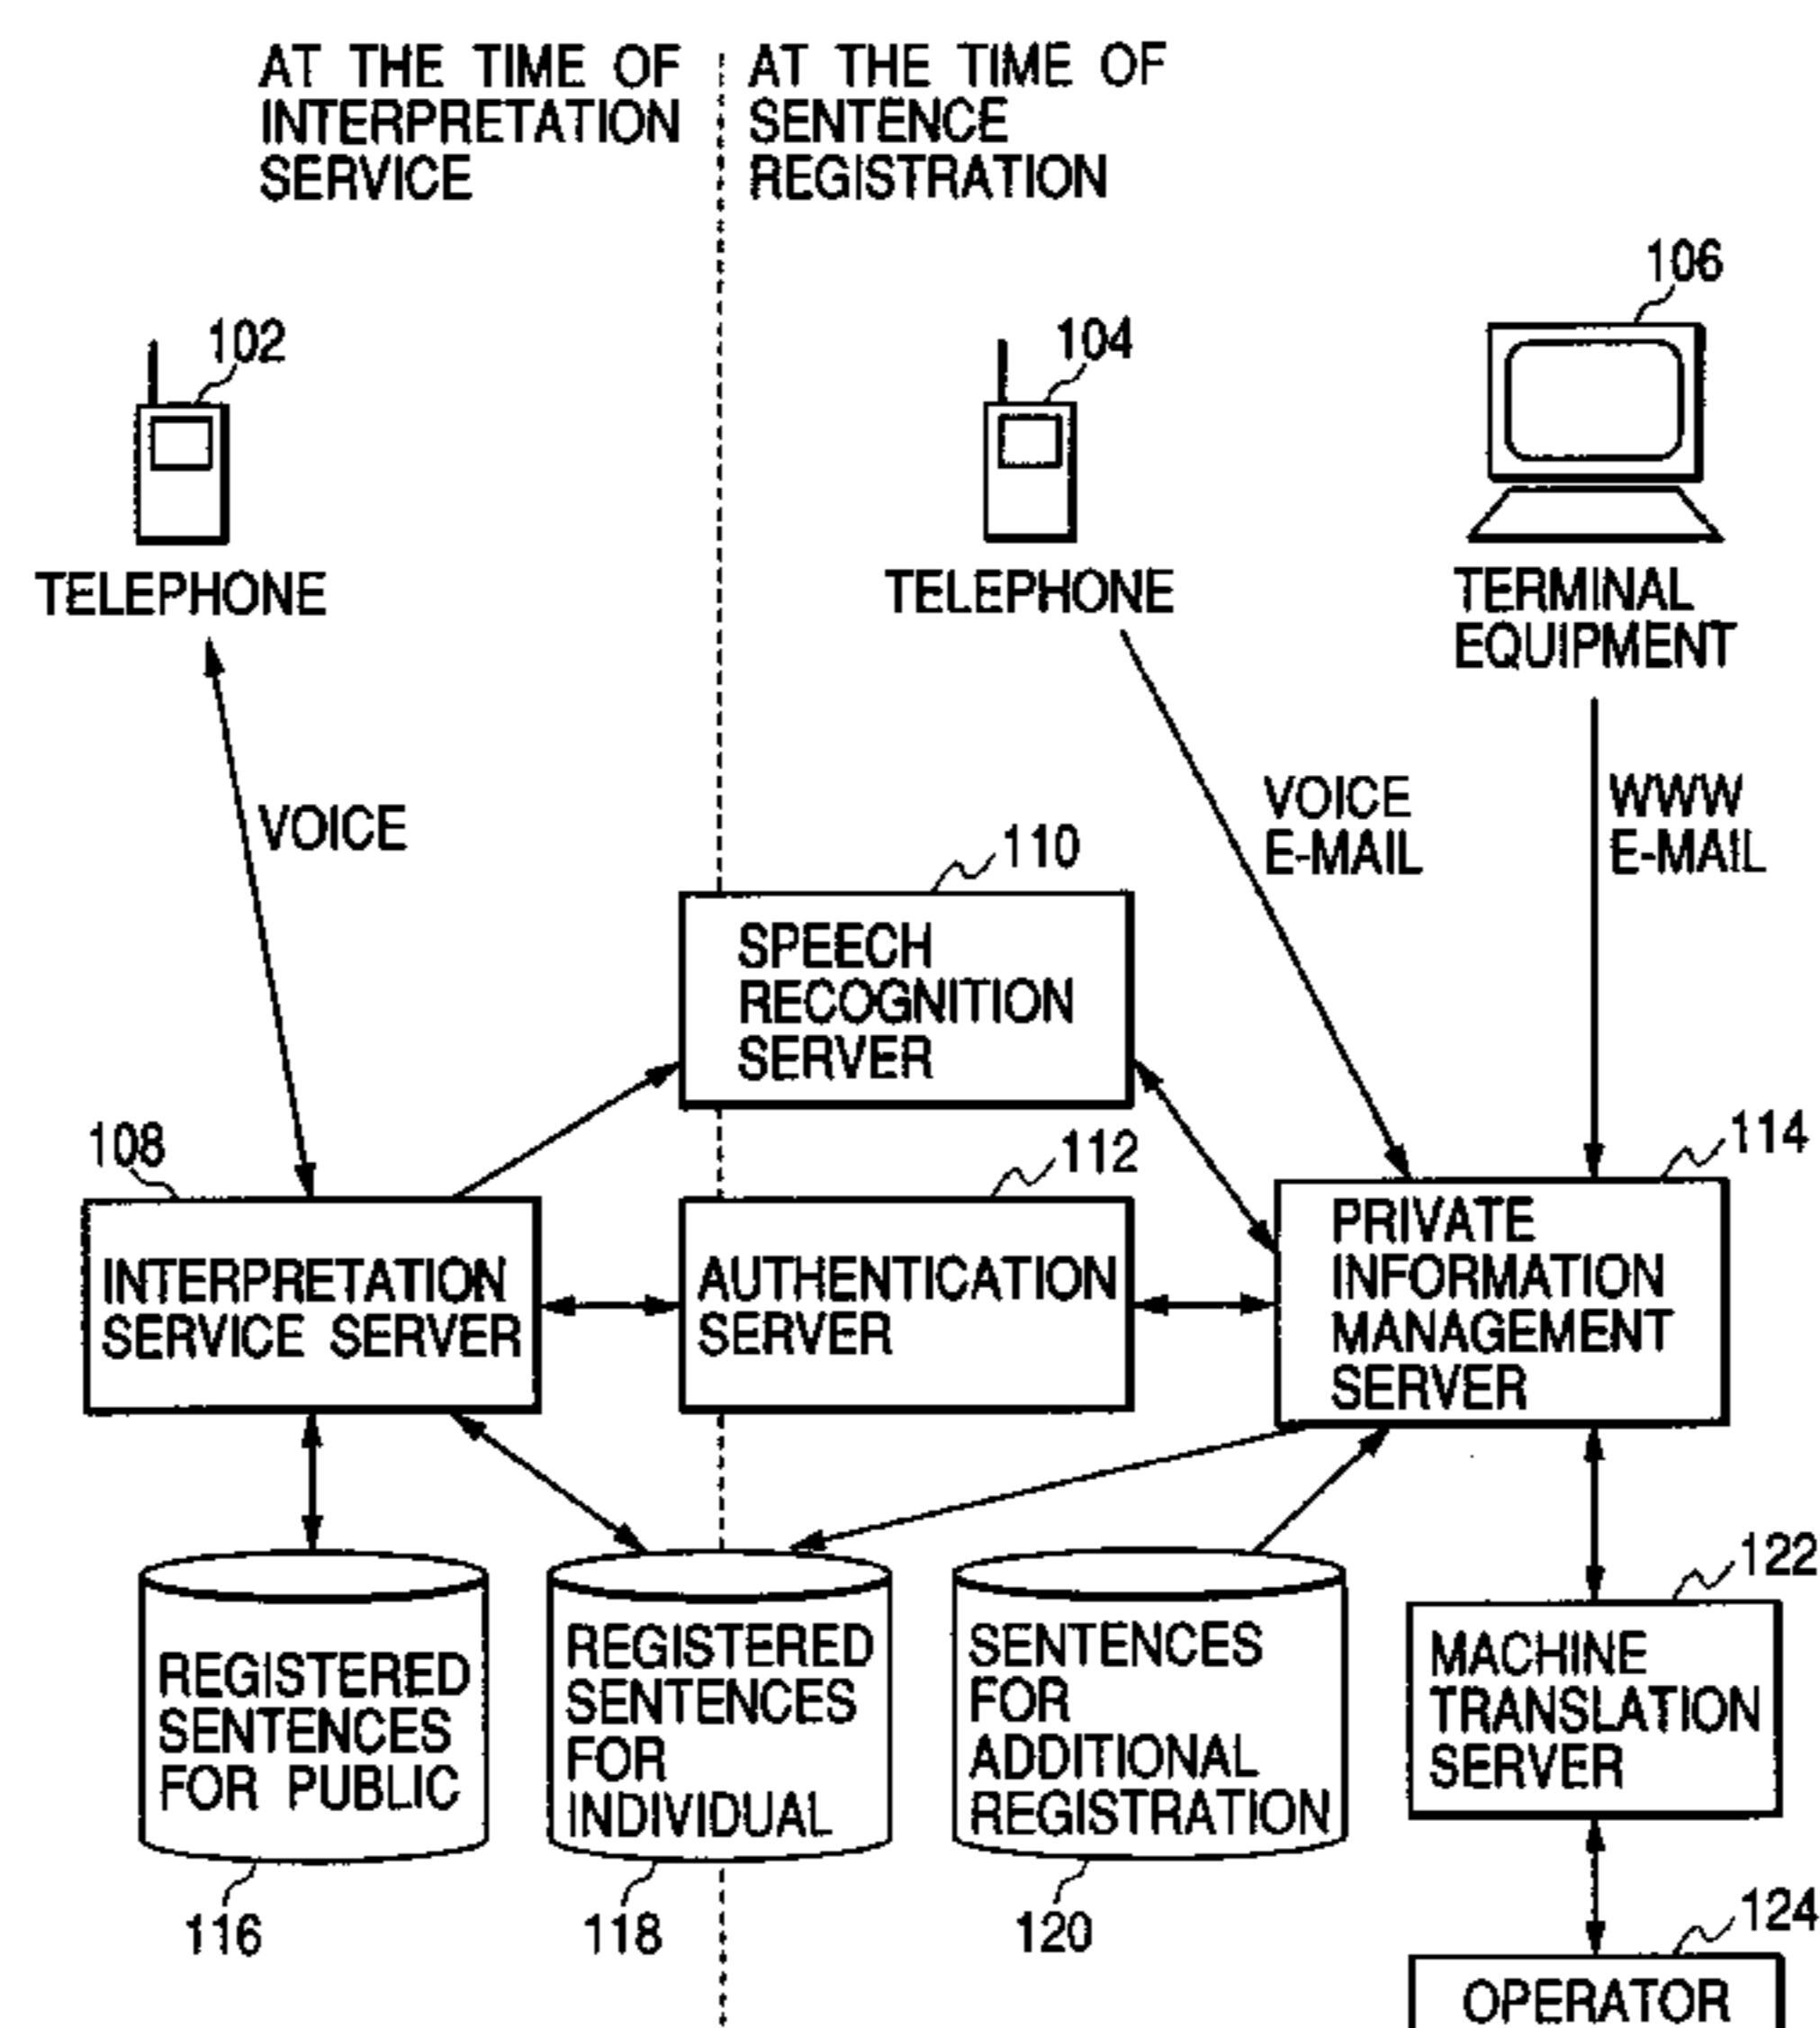 AT THE TIME OF
INTERPRETATION
SERVICE
AT THE TIME OF
SENTENCE
REGISTRATION
106
102
104
TELEPHONE
TELEPHONE
TERMINAL
EQUIPMENT
VOICE
VOICE
E-MAIL
WWW
E-MAIL
110
SPEECH
RECOGNITION
SERVER
108
112
114
INTERPRETATION
SERVICE SERVER
AUTHENTICATION
SERVER
PRIVATE
INFORMATION
MANAGEMENT
SERVER
122
REGISTERED
SENTENCES
FOR PUBLIC
REGISTERED
SENTENCES
FOR
INDIVIDUAL
SENTENCES
FOR
ADDITIONAL
REGISTRATION
MACHINE
TRANSLATION
SERVER
116
118
120
124
OPERATOR